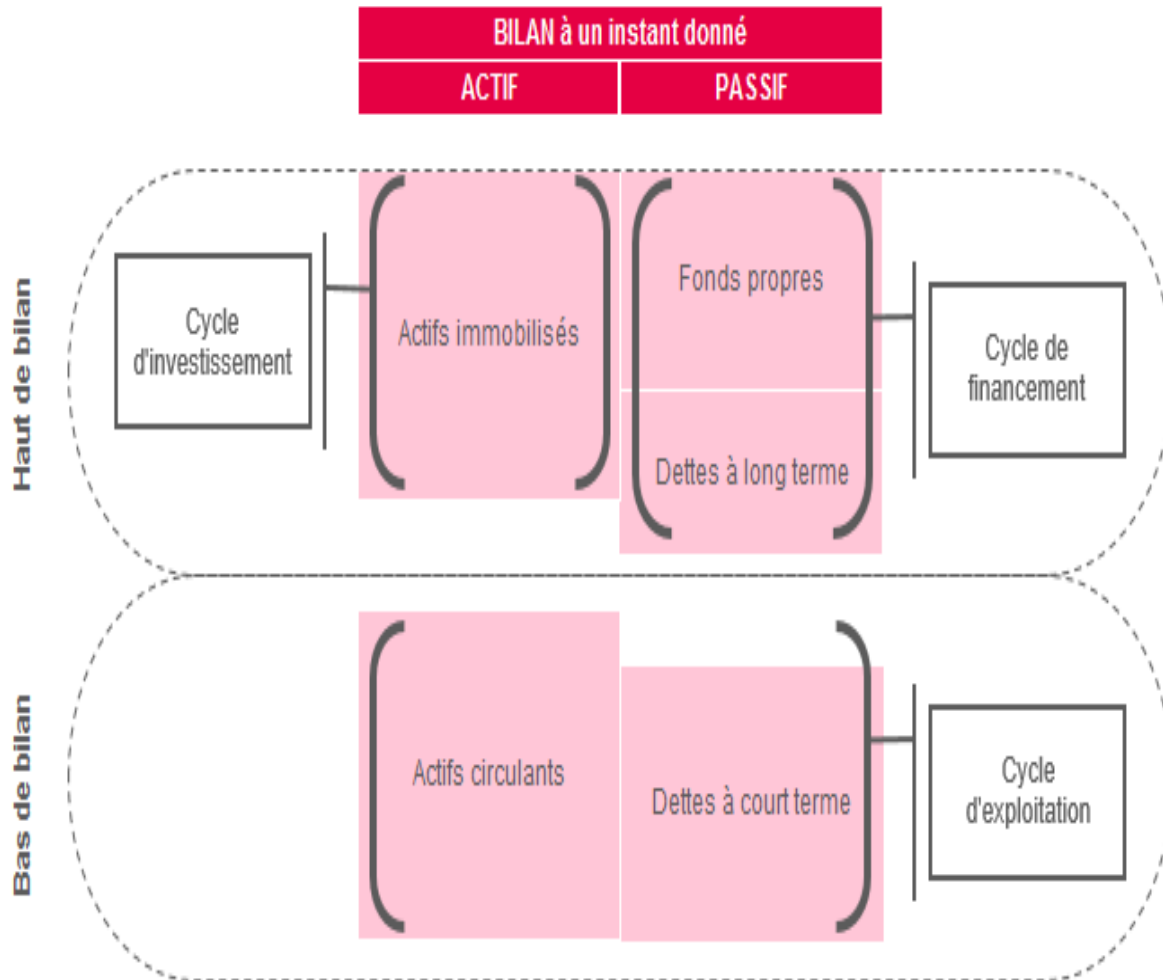 BILAN à un instant donné
ACTIF
PASSIF
Haut de bilan
Cycle
d'investissement
Actifs immobilisés
Fonds propres
Dettes à long terme
Cycle de
financement
Bas de bilan
Actifs circulants
Dettes à court terme
Cycle
d'exploitation